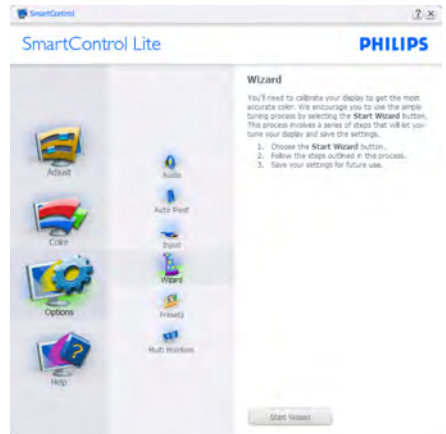 SmartControl
? ×
SmartControl Lite
PHILIPS
Wizard
You'll need to calibrate your display to get the most
accurate color. We encourage you to use the simple
tuning process by selecting the Start Wizard button.
This process involves a series of steps that will let you
tune your display and save the settings.
1. Choose the Start Wizard button.
2. Follow the steps outlined in this process.
3. Save your settings for future use.
Adjust
Color
Options
Help
Audio
Auto Pivot
Input
Wizard
Presets
Multi Monitors
Start Wizard